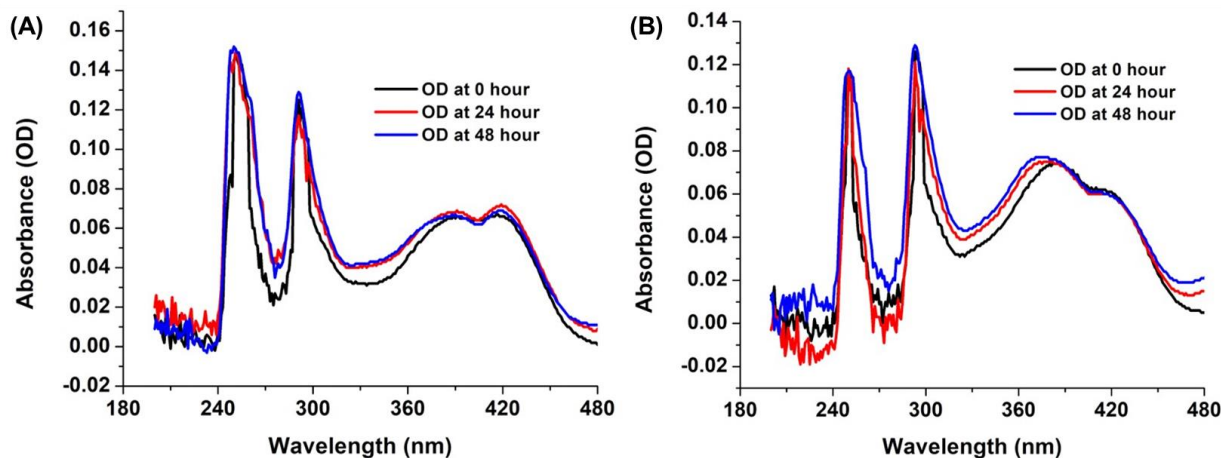 (A)
Absorbance (OD)
0.16
0.14
0.12
0.10
0.08
0.06
0.04
0.02
0.00
-0.02
OD at 0 hour
OD at 24 hour
OD at 48 hour
180 240 300 360 420 480
Wavelength (nm)
(B)
Absorbance (OD)
0.14
0.12
0.10
0.08
0.06
0.04
0.02
0.00
-0.02
OD at 0 hour
OD at 24 hour
OD at 48 hour
180 240 300 360 420 480
Wavelength (nm)